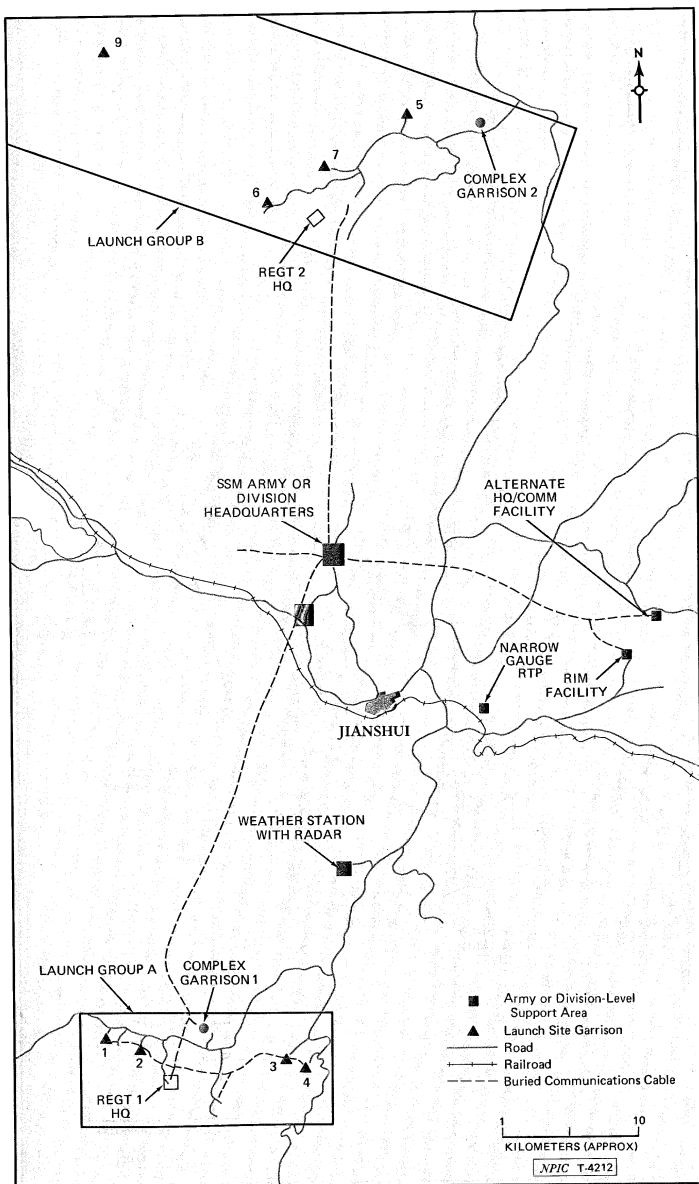 9
N
5
7
COMPLEX
GARRISON 2
6
LAUNCH GROUP B
REGT 2
HQ
SSM ARMY OR
DIVISION
HEADQUARTERS
ALTERNATE
HQ/COMM
FACILITY
NARROW
GAUGE
RTP
RIM
FACILITY
JIANSHUI
WEATHER STATION
WITH RADAR
LAUNCH GROUP A
COMPLEX
GARRISON 1
1
2
3
4
REGT 1
HQ
Army or Division-Level
Support Area
Launch Site Garrison
Road
Railroad
Buried Communications Cable
1 10
KILOMETERS (APPROX)
NPIC T-4212